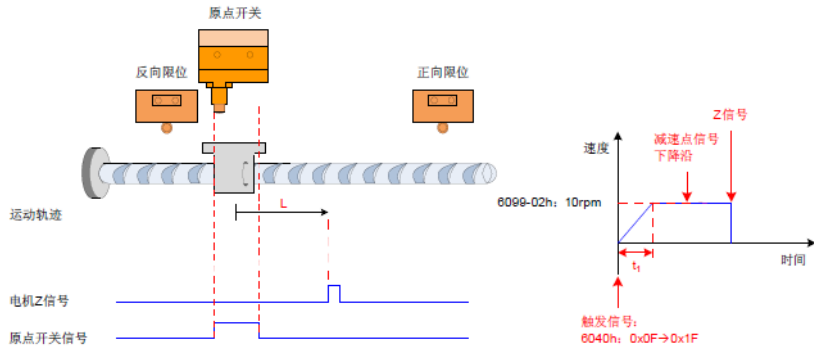 原点开关
反向限位
正向限位
运动轨迹
L
电机Z信号
原点开关信号
Z信号
减速点信号
下降沿
速度
6099-02h：10rpm
时间
t1
触发信号：
6040h：0x0F→0x1F